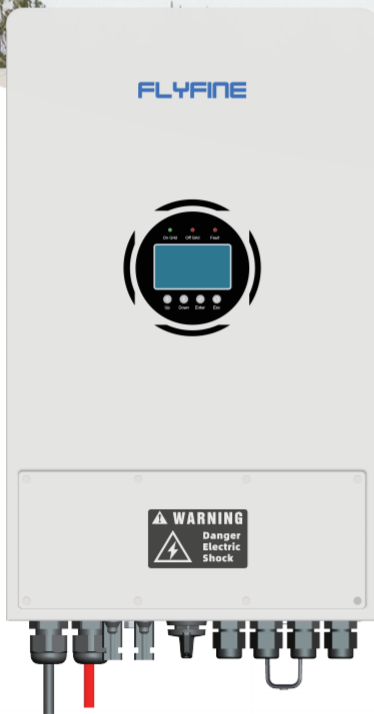 FLYFINE
On Grid Off Grid Fault
Up Down Enter Esc
WARNING
Danger
Electric
Shock